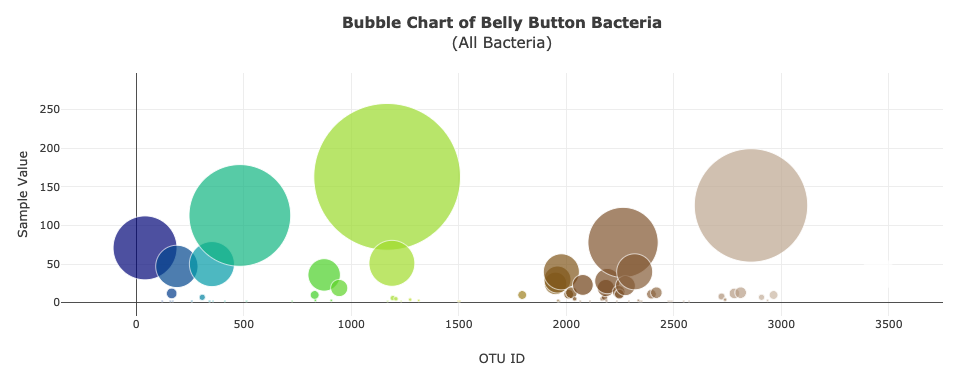 Bubble Chart of Belly Button Bacteria
(All Bacteria)
Sample Value
250
200
150
100
50
0
0 500 1000 1500 2000 2500 3000 3500
OTU ID